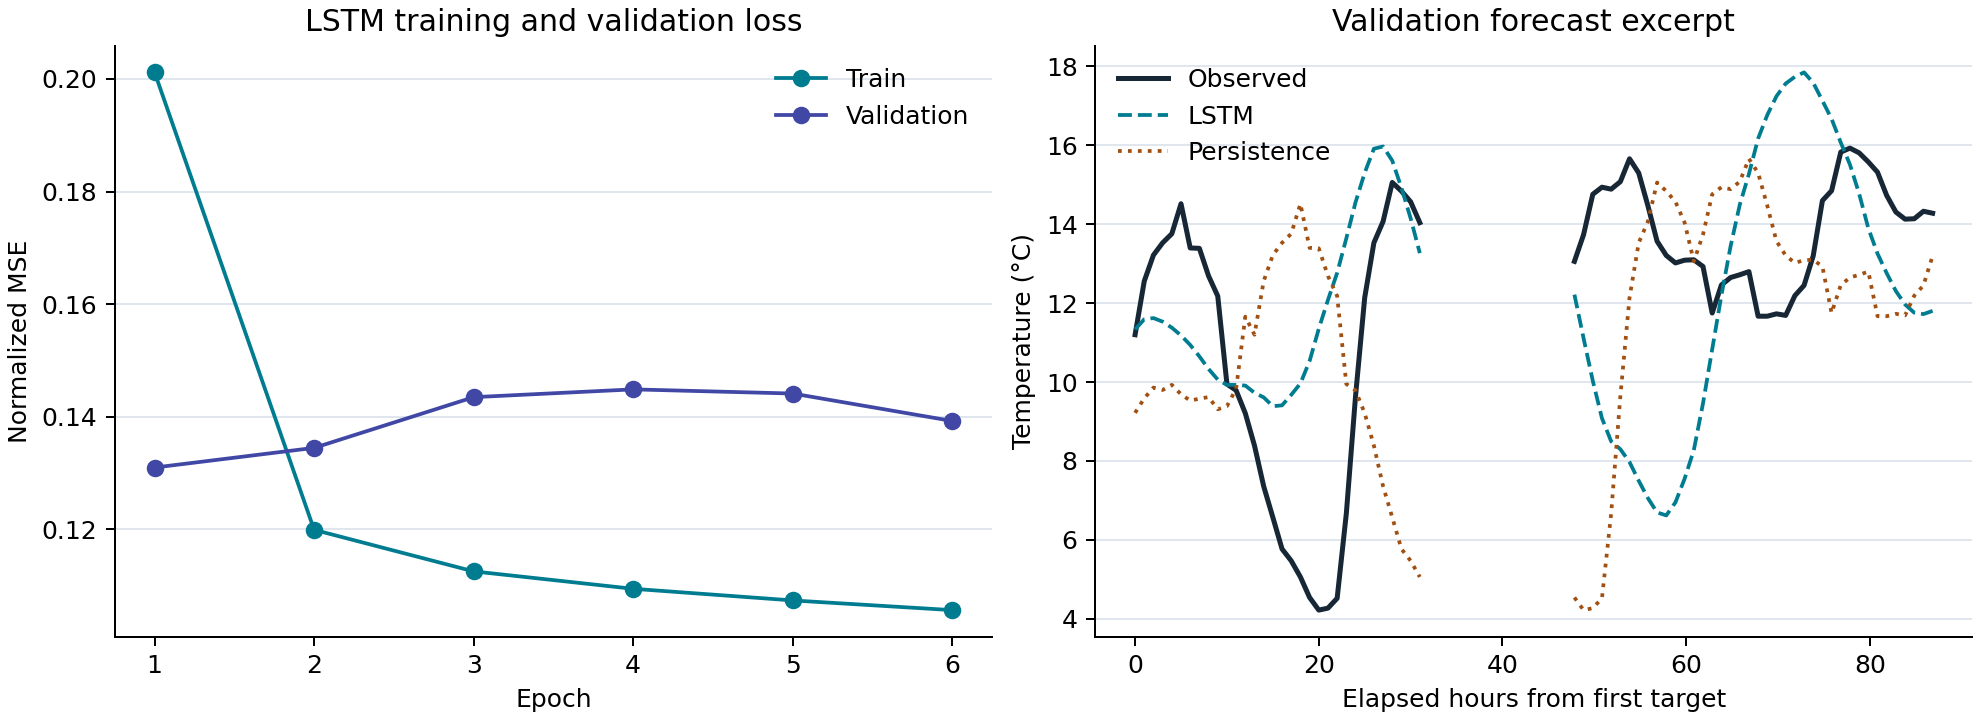 LSTM training and validation loss
Normalized MSE
0.20
0.18
0.16
0.14
0.12
Train
Validation
1 2 3 4 5 6
Epoch
Validation forecast excerpt
Temperature (°C)
18
16
14
12
10
8
6
4
Observed
LSTM
Persistence
0 20 40 60 80
Elapsed hours from first target